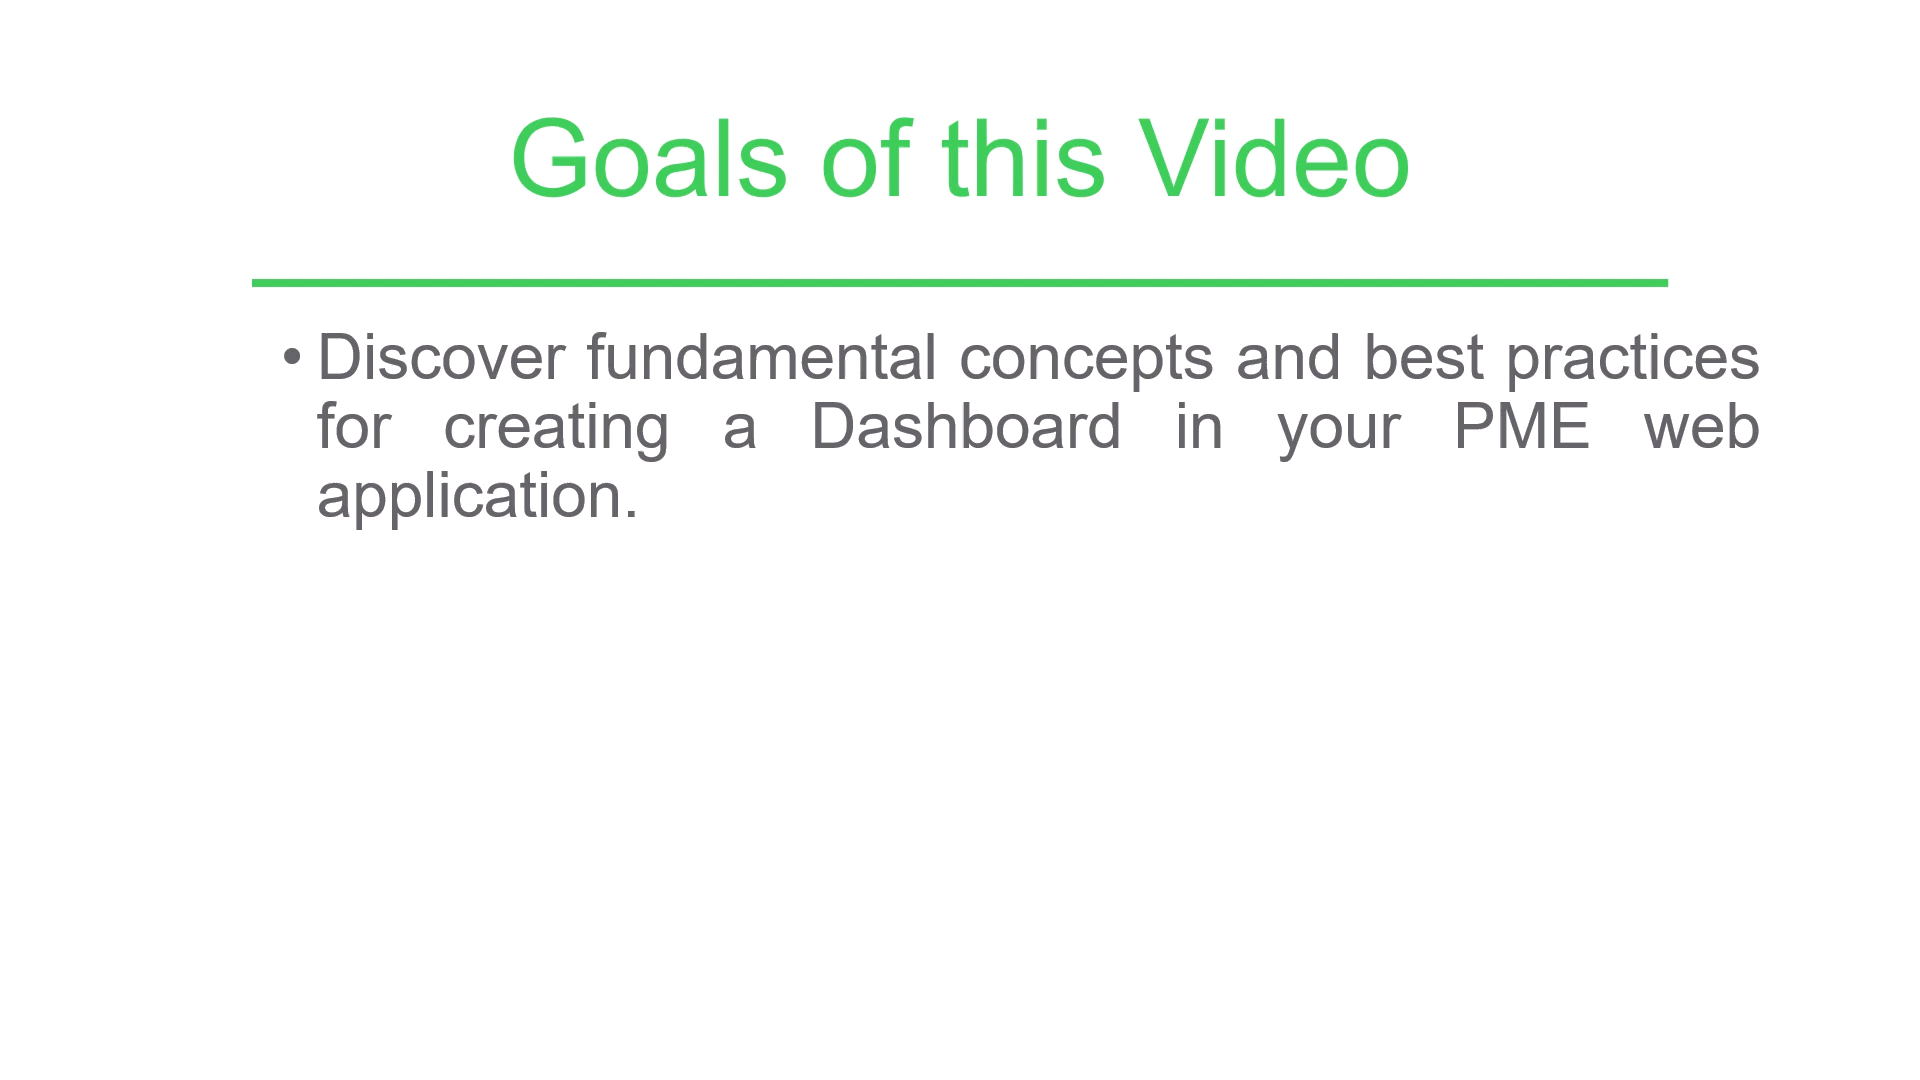 Goals of this Video
• Discover fundamental concepts and best practices
for creating a Dashboard in your PME web
application.